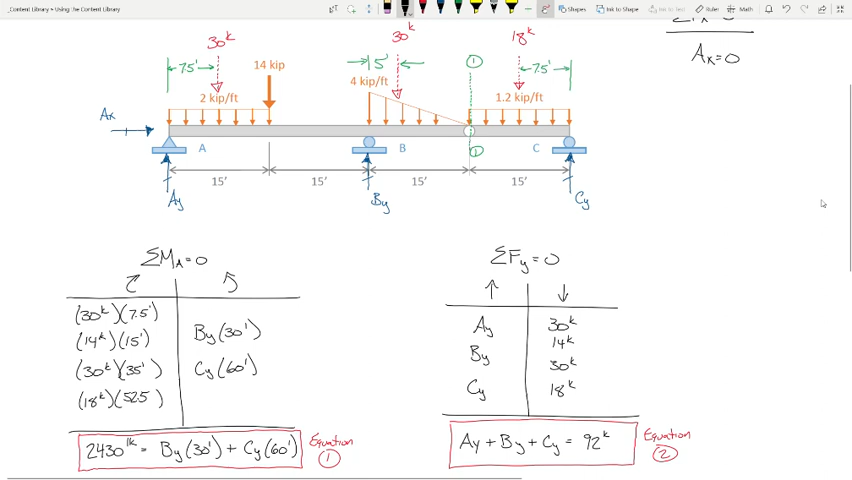 _Content Library » Using the Content Library
Shapes
Ink to Shape
Ruler
Math
Ax=0
30k
30k
18k
7.5'
14 kip
5'
①
7.5'
4 kip/ft
2 kip/ft
1.2 kip/ft
Ax
A
B
①
C
15'
15'
15'
15'
Ay
By
Cy
ΣMA=0
(30k)(7.5')
(14k)(15')
(30k)(35')
(18k)(52.5)
By(30')
Cy(60')
2430 'k = By(30') + Cy(60')
Equation
①
ΣFy=0
↑
↓
Ay
By
Cy
30k
14k
30k
18k
Ay + By + Cy = 92k
Equation
②